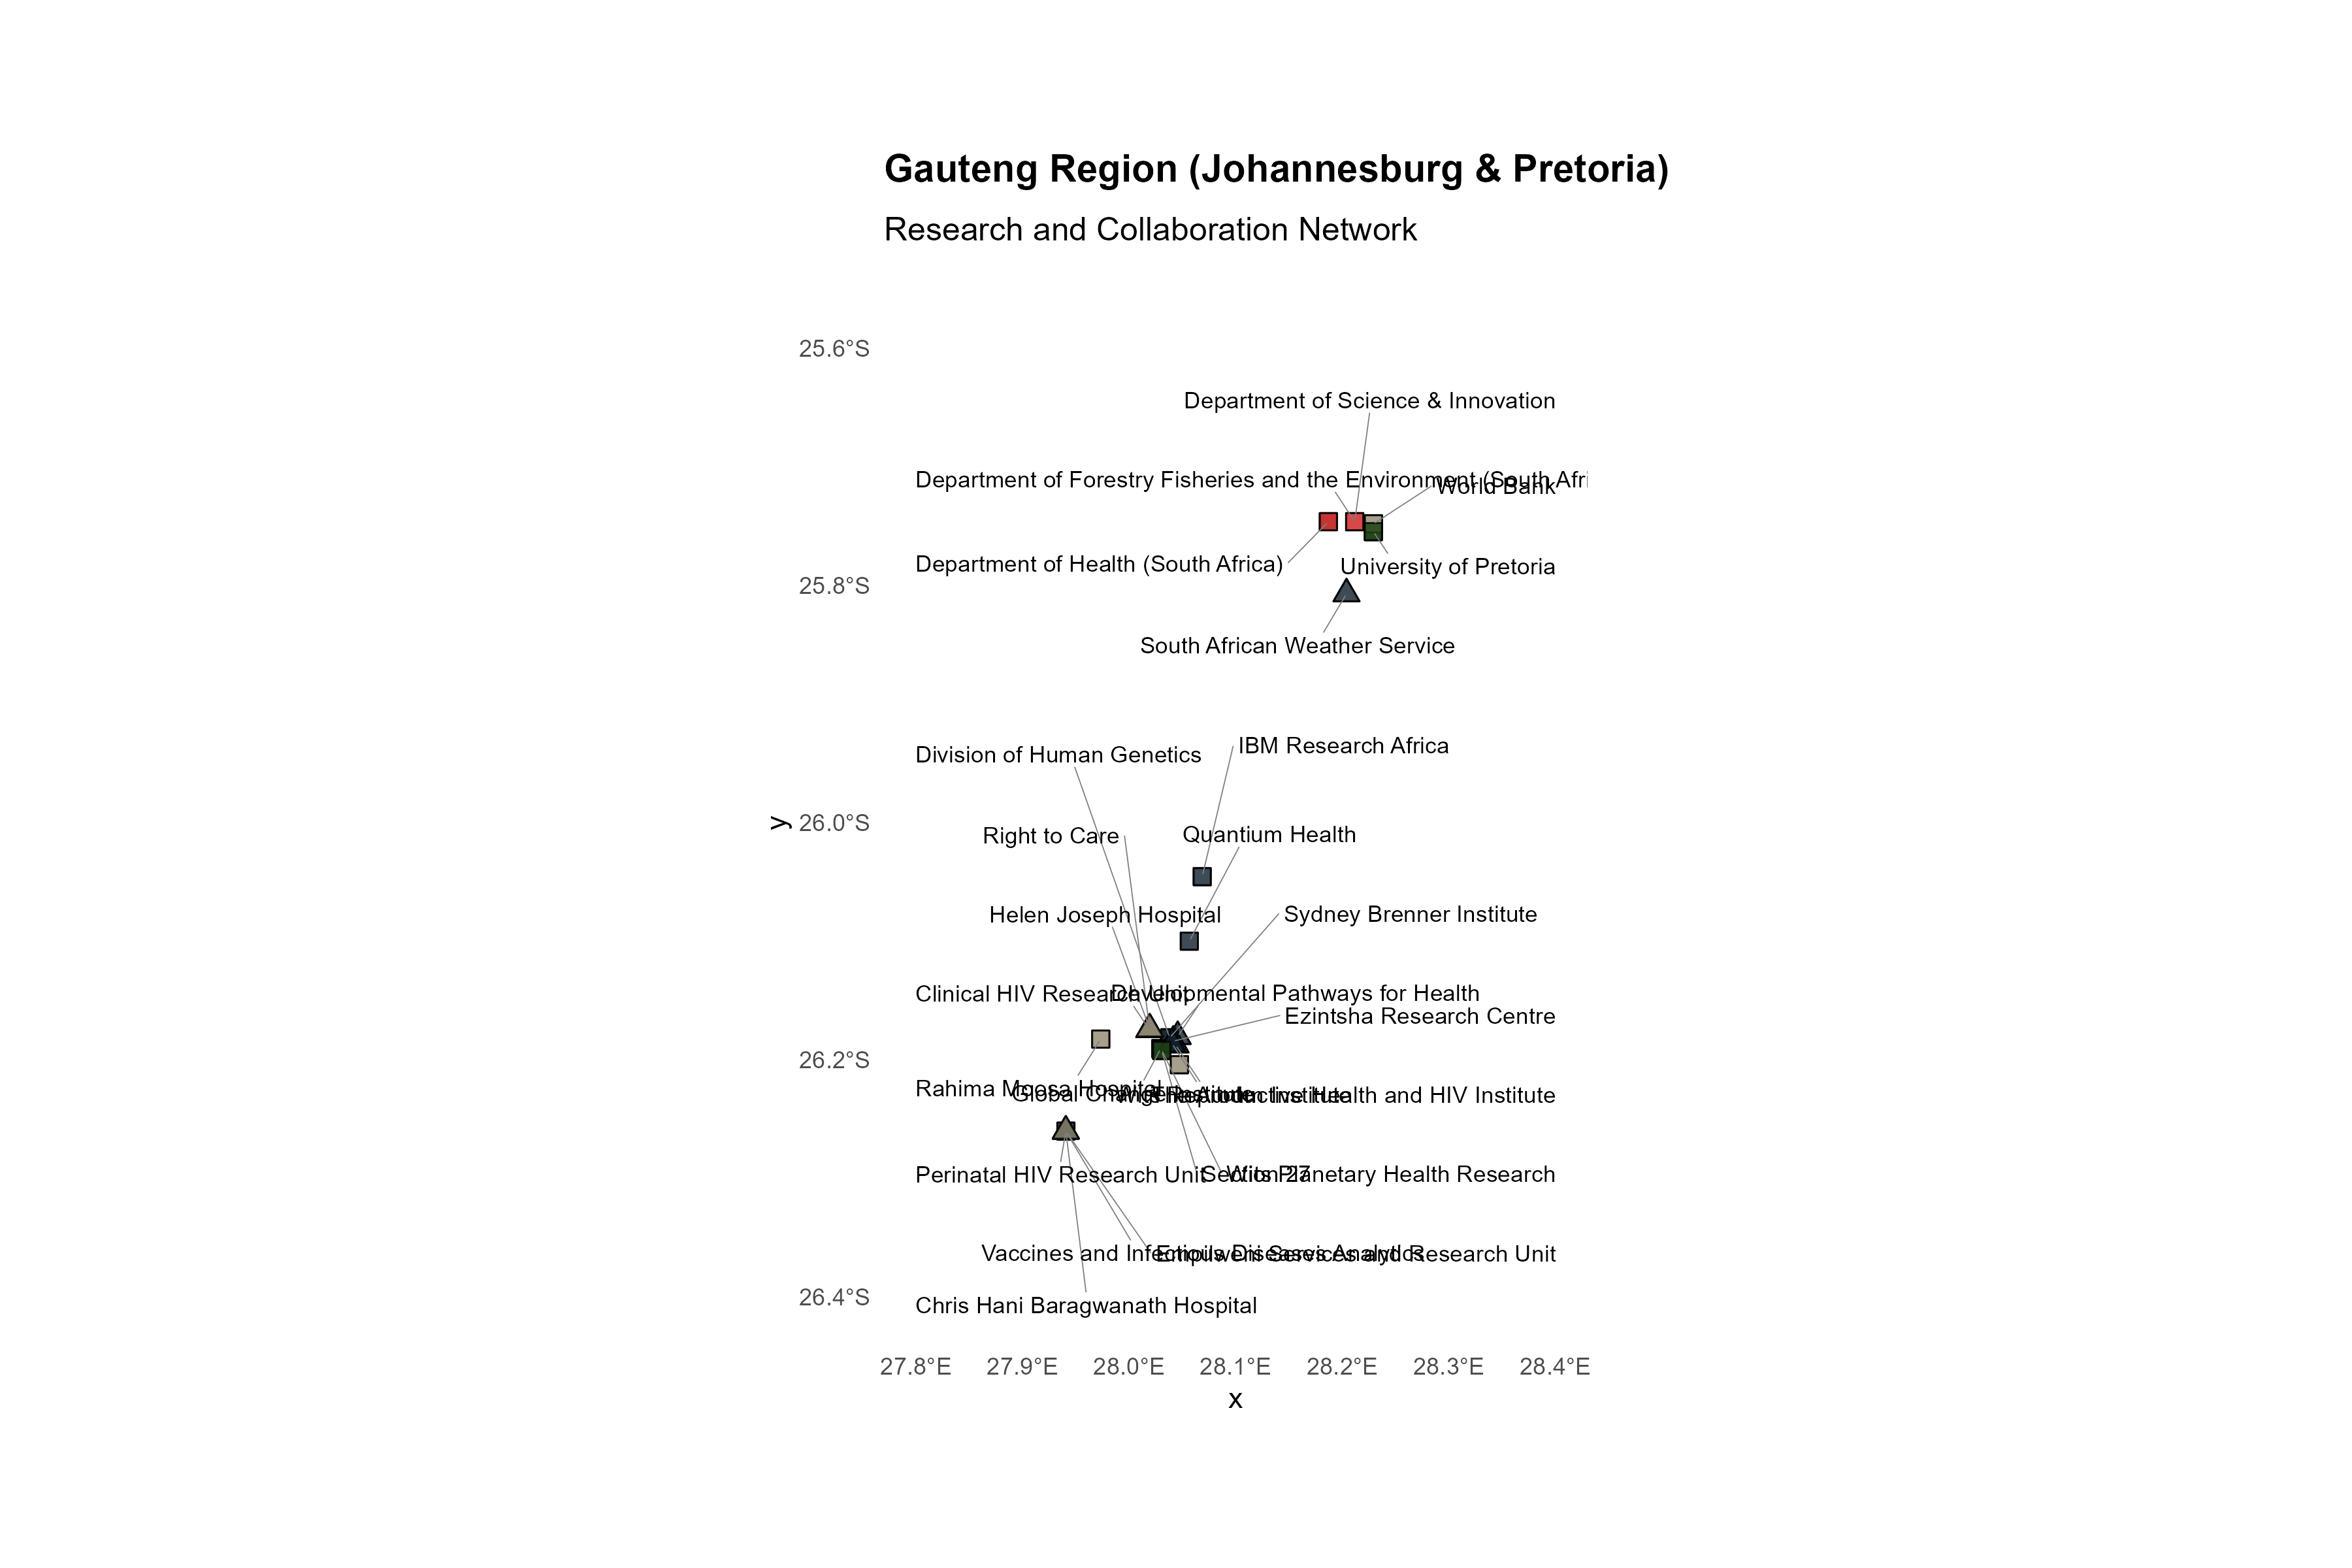 Gauteng Region (Johannesburg & Pretoria)
Research and Collaboration Network
25.6°S
Department of Science & Innovation
Department of Forestry Fisheries and the Environment (South Afri
World Bank
Department of Health (South Africa)
University of Pretoria
25.8°S
South African Weather Service
Division of Human Genetics
IBM Research Africa
y
26.0°S
Right to Care
Quantium Health
Helen Joseph Hospital
Sydney Brenner Institute
Clinical HIV Research Unit
Developmental Pathways for Health
Ezintsha Research Centre
26.2°S
Rahima Moosa Hospital
Global Change Institute
Reproductive Health and HIV Institute
Perinatal HIV Research Unit
Section 27
Wits Planetary Health Research
Vaccines and Infectious Diseases Analytics
Empilweni Services and Research Unit
26.4°S
Chris Hani Baragwanath Hospital
27.8°E 27.9°E 28.0°E 28.1°E 28.2°E 28.3°E 28.4°E
x